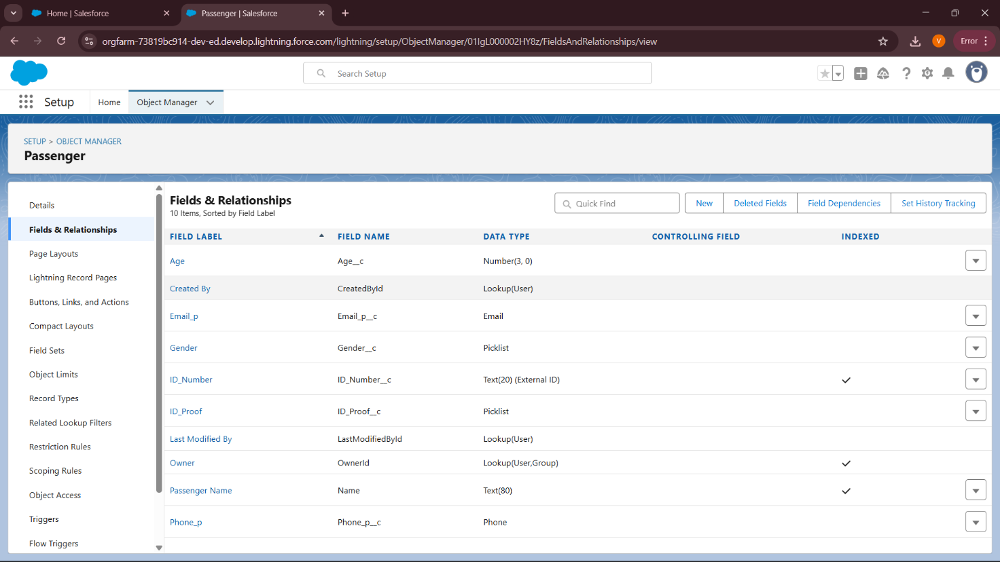 Home | Salesforce
Passenger | Salesforce
orgfarm-73819bc914-dev-ed.develop.lightning.force.com/lightning/setup/ObjectManager/01IgL000002HY8z/FieldsAndRelationships/view
V
Error
Search Setup
Setup
Home
Object Manager
SETUP > OBJECT MANAGER
Passenger
Details
Fields & Relationships
Page Layouts
Lightning Record Pages
Buttons, Links, and Actions
Compact Layouts
Field Sets
Object Limits
Record Types
Related Lookup Filters
Restriction Rules
Scoping Rules
Object Access
Triggers
Flow Triggers
Fields & Relationships
10 Items, Sorted by Field Label
Quick Find
New
Deleted Fields
Field Dependencies
Set History Tracking
FIELD LABEL FIELD NAME DATA TYPE CONTROLLING FIELD INDEXED
Age Age__c Number(3, 0)
Created By CreatedById Lookup(User)
Email_p Email_p__c Email
Gender Gender__c Picklist
ID_Number ID_Number__c Text(20) (External ID)
ID_Proof ID_Proof__c Picklist
Last Modified By LastModifiedById Lookup(User)
Owner OwnerId Lookup(User,Group)
Passenger Name Name Text(80)
Phone_p Phone_p__c Phone